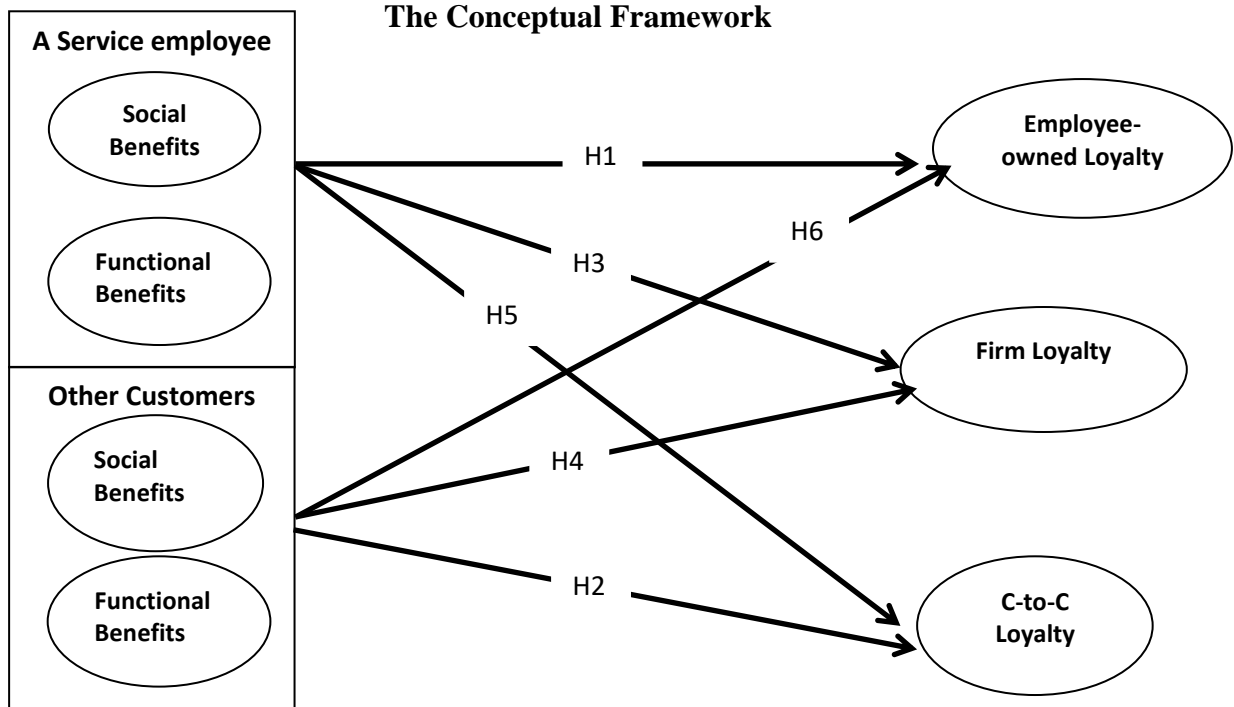 The Conceptual Framework
A Service employee
Social
Benefits
Functional
Benefits
Other Customers
Social
Benefits
Functional
Benefits
H1
H6
H3
H5
H4
H2
Employee-
owned Loyalty
Firm Loyalty
C-to-C
Loyalty